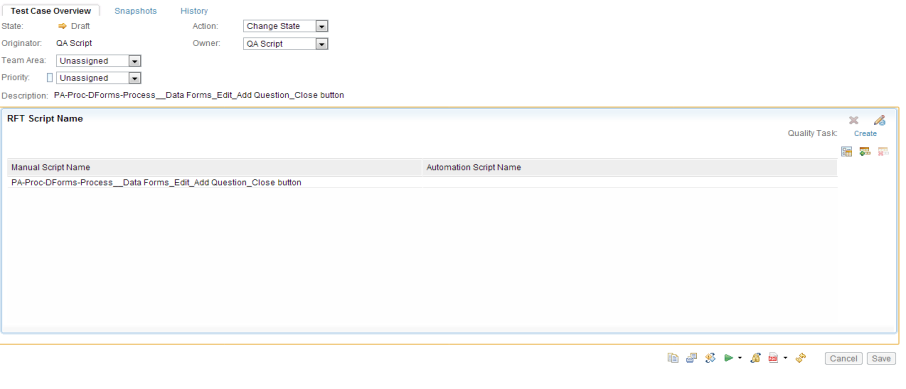 Test Case Overview Snapshots History
State: Draft Action: Change State
Originator: QA Script Owner: QA Script
Team Area: Unassigned
Priority: Unassigned
Description: PA-Proc-DForms-Process__Data Forms_Edit_Add Question_Close button
RFT Script Name
Quality Task: Create
Manual Script Name Automation Script Name
PA-Proc-DForms-Process__Data Forms_Edit_Add Question_Close button
Cancel Save